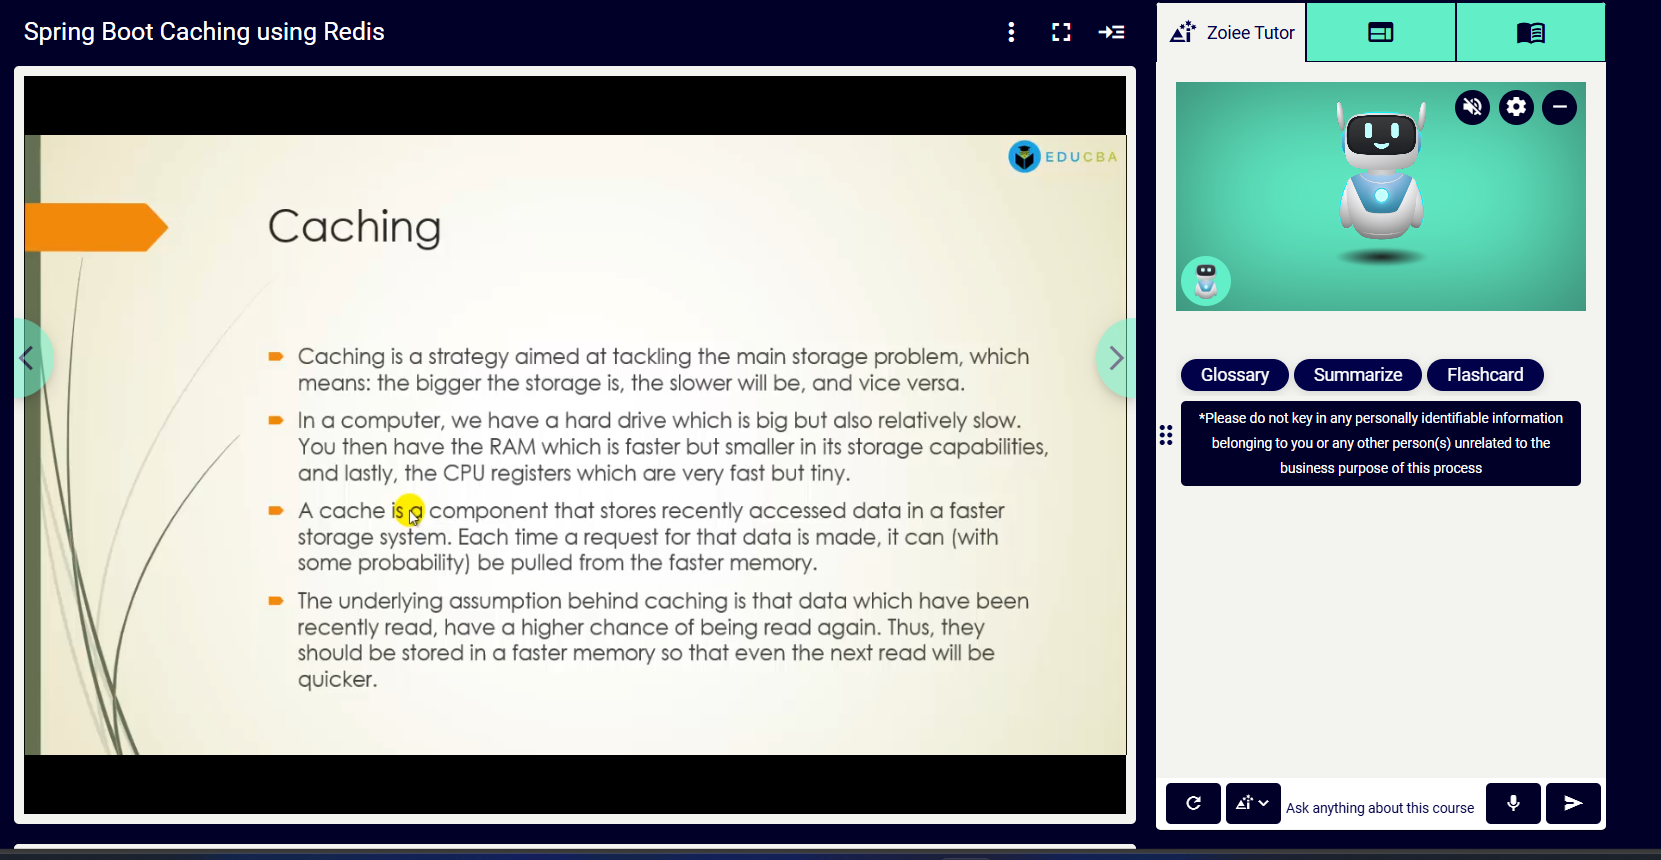 Spring Boot Caching using Redis
Zoiee Tutor
EDUCBA
Caching
Caching is a strategy aimed at tackling the main storage problem, which
means: the bigger the storage is, the slower will be, and vice versa.
In a computer, we have a hard drive which is big but also relatively slow.
You then have the RAM which is faster but smaller in its storage capabilities,
and lastly, the CPU registers which are very fast but tiny.
A cache is a component that stores recently accessed data in a faster
storage system. Each time a request for that data is made, it can (with
some probability) be pulled from the faster memory.
The underlying assumption behind caching is that data which have been
recently read, have a higher chance of being read again. Thus, they
should be stored in a faster memory so that even the next read will be
quicker.
Glossary
Summarize
Flashcard
*Please do not key in any personally identifiable information
belonging to you or any other person(s) unrelated to the
business purpose of this process
Ask anything about this course